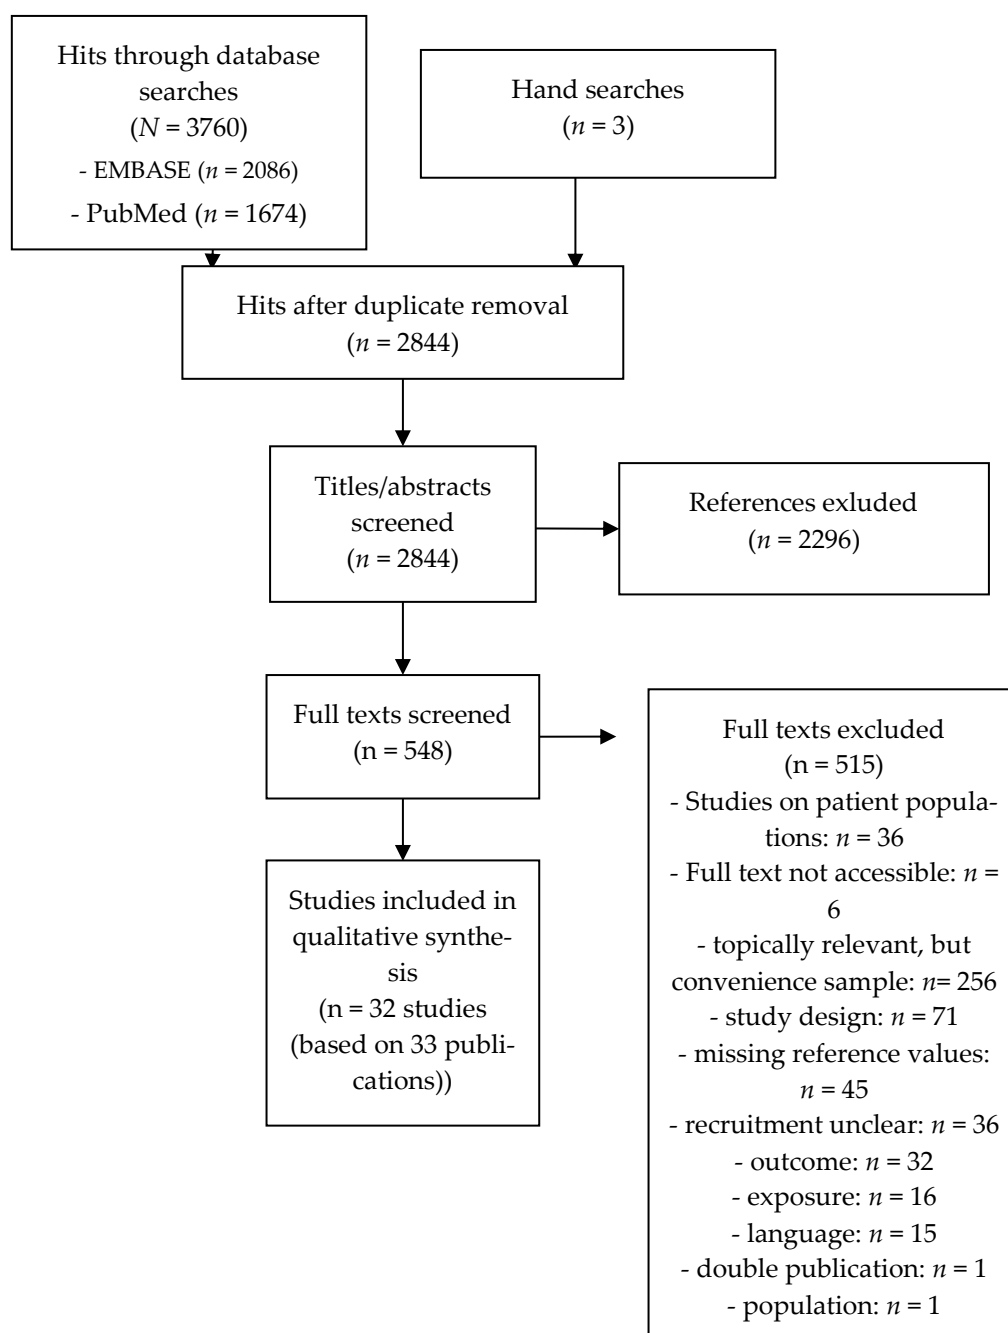 Hits through database
searches
(N = 3760)
- EMBASE (n = 2086)
- PubMed (n = 1674)
Hand searches
(n = 3)
Hits after duplicate removal
(n = 2844)
Titles/abstracts
screened
(n = 2844)
References exluded
(n = 2296)
Full texts screened
(n = 548)
Full texts excluded
(n = 515)
- Studies on patient popula-
tions: n = 36
- Full text not accessible: n =
6
- topically relevant, but
convenience sample: n= 256
- study design: n = 71
- missing reference values:
n = 45
- recruitment unclear: n = 36
- outcome: n = 32
- exposure: n = 16
- language: n = 15
- double publication: n = 1
- population: n = 1
Studies included in
qualitative synthe-
sis
(n = 32 studies
(based on 33 publi-
cations))